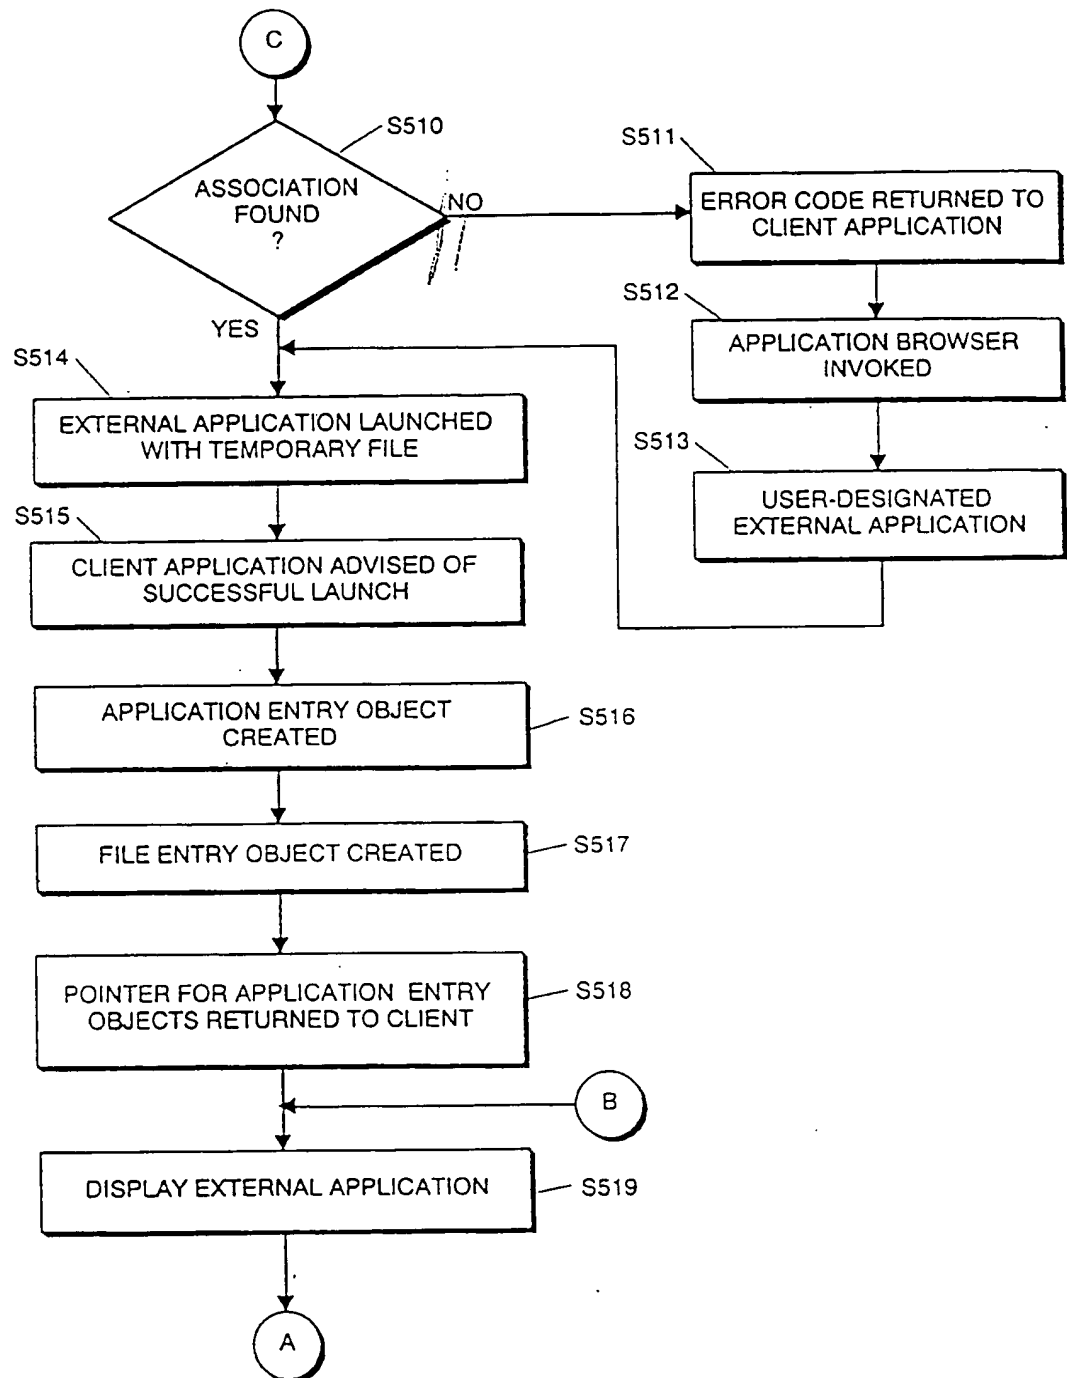 C
S510
ASSOCIATION
FOUND
?
NO
YES
S511
ERROR CODE RETURNED TO
CLIENT APPLICATION
S512
APPLICATION BROWSER
INVOKED
S513
USER-DESIGNATED
EXTERNAL APPLICATION
S514
EXTERNAL APPLICATION LAUNCHED
WITH TEMPORARY FILE
S515
CLIENT APPLICATION ADVISED OF
SUCCESSFUL LAUNCH
APPLICATION ENTRY OBJECT
CREATED
S516
FILE ENTRY OBJECT CREATED
S517
POINTER FOR APPLICATION ENTRY
OBJECTS RETURNED TO CLIENT
S518
B
DISPLAY EXTERNAL APPLICATION
S519
A